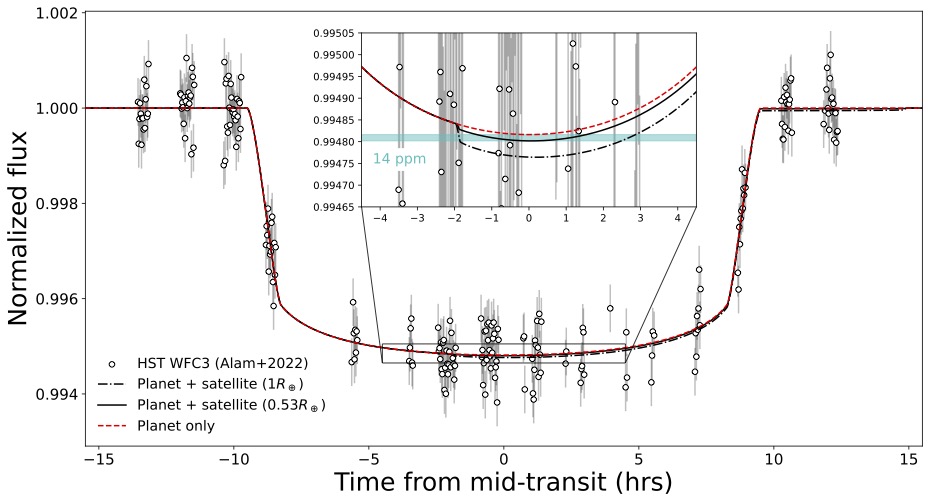 1.002
1.000
0.998
0.996
0.994
Normalized flux
0.99505
0.99500
0.99495
0.99490
0.99485
0.99480
0.99475
0.99470
0.99465
14 ppm
−4 −3 −2 −1 0 1 2 3 4
HST WFC3 (Alam+2022)
Planet + satellite (1R⊕)
Planet + satellite (0.53R⊕)
Planet only
−15 −10 −5 0 5 10 15
Time from mid-transit (hrs)